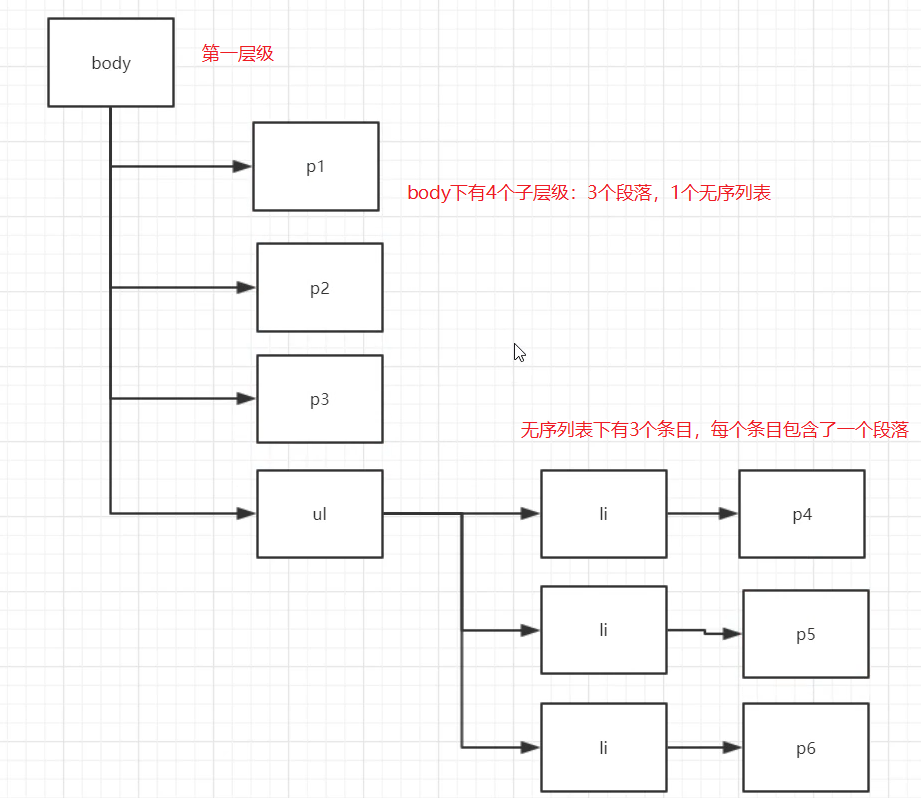 body
第一层级
p1
body下有4个子层级：3个段落，1个无序列表
p2
p3
无序列表下有3个条目，每个条目包含了一个段落
ul
li
p4
li
p5
li
p6